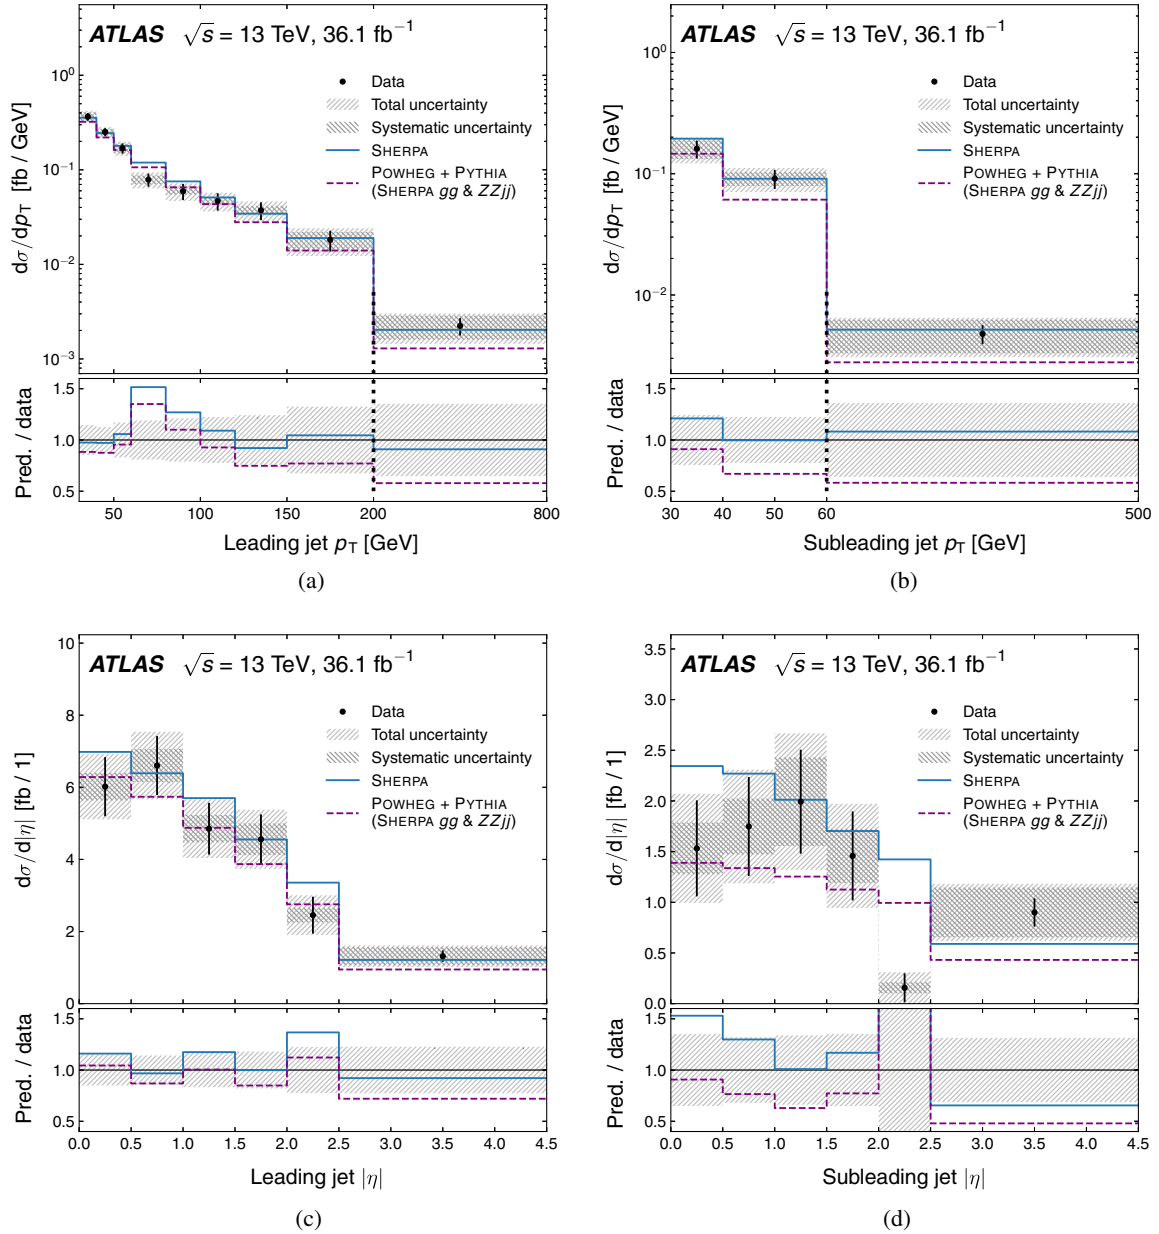 ATLAS √s = 13 TeV, 36.1 fb⁻¹
Data
Total uncertainty
Systematic uncertainty
SHERPA
POWHEG + PYTHIA
(SHERPA gg & ZZjj)
dσ/dpT [fb / GeV]
10⁰
10⁻¹
10⁻²
10⁻³
Pred. / data
1.5
1.0
0.5
50 100 150 200 800
Leading jet pT [GeV]
(a)
ATLAS √s = 13 TeV, 36.1 fb⁻¹
Data
Total uncertainty
Systematic uncertainty
SHERPA
POWHEG + PYTHIA
(SHERPA gg & ZZjj)
dσ/dpT [fb / GeV]
10⁰
10⁻¹
10⁻²
Pred. / data
1.5
1.0
0.5
30 40 50 60 500
Subleading jet pT [GeV]
(b)
ATLAS √s = 13 TeV, 36.1 fb⁻¹
Data
Total uncertainty
Systematic uncertainty
SHERPA
POWHEG + PYTHIA
(SHERPA gg & ZZjj)
dσ/d|η| [fb / 1]
10
8
6
4
2
0
Pred. / data
1.5
1.0
0.5
0.0 0.5 1.0 1.5 2.0 2.5 3.0 3.5 4.0 4.5
Leading jet |η|
(c)
ATLAS √s = 13 TeV, 36.1 fb⁻¹
Data
Total uncertainty
Systematic uncertainty
SHERPA
POWHEG + PYTHIA
(SHERPA gg & ZZjj)
dσ/d|η| [fb / 1]
3.5
3.0
2.5
2.0
1.5
1.0
0.5
0.0
Pred. / data
1.5
1.0
0.5
0.0 0.5 1.0 1.5 2.0 2.5 3.0 3.5 4.0 4.5
Subleading jet |η|
(d)